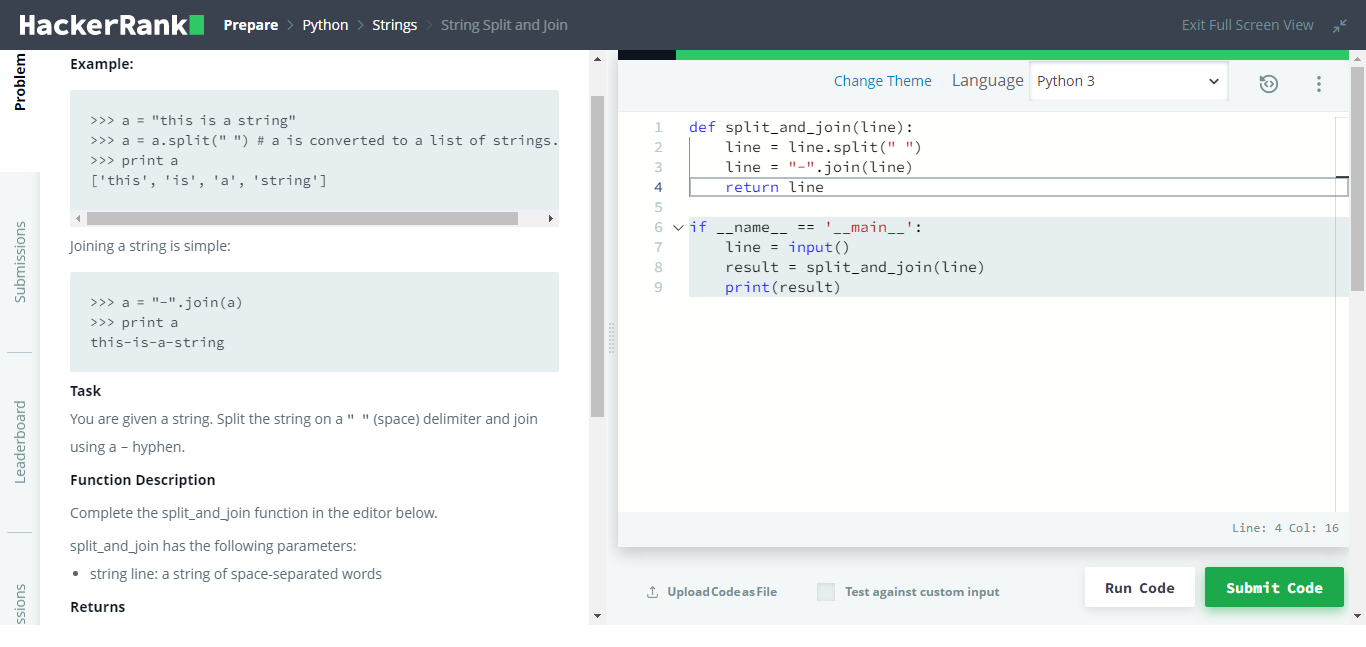 HackerRank
Prepare > Python > Strings > String Split and Join
Exit Full Screen View
Problem
Submissions
Leaderboard
ssions
Example:
>>> a = "this is a string"
>>> a = a.split(" ") # a is converted to a list of strings.
>>> print a
['this', 'is', 'a', 'string']
Joining a string is simple:
>>> a = "-".join(a)
>>> print a
this-is-a-string
Task
You are given a string. Split the string on a " " (space) delimiter and join
using a - hyphen.
Function Description
Complete the split_and_join function in the editor below.
split_and_join has the following parameters:
• string line: a string of space-separated words
Returns
Change Theme Language Python 3
1 def split_and_join(line):
2     line = line.split(" ")
3     line = "-".join(line)
4     return line
5
6 if __name__ == '__main__':
7     line = input()
8     result = split_and_join(line)
9     print(result)
Line: 4 Col: 16
Upload Code as File
Test against custom input
Run Code
Submit Code